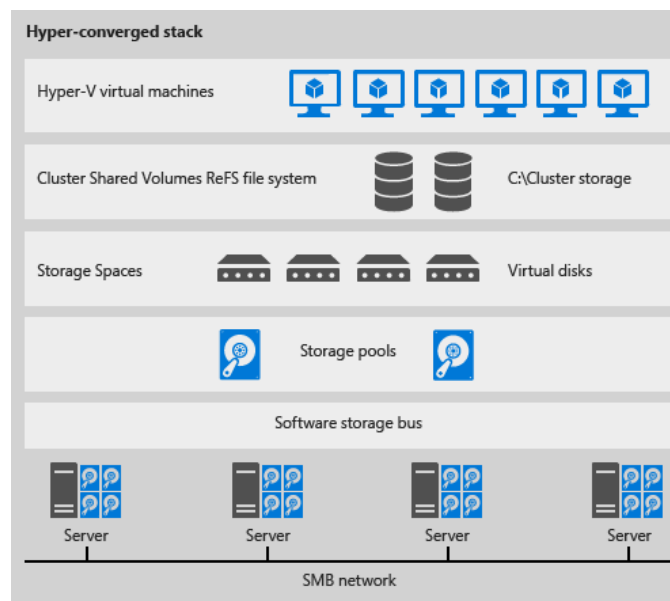 Hyper-converged stack
Hyper-V virtual machines
Cluster Shared Volumes ReFS file system
C:\Cluster storage
Storage Spaces
Virtual disks
Storage pools
Software storage bus
Server
Server
Server
Server
SMB network